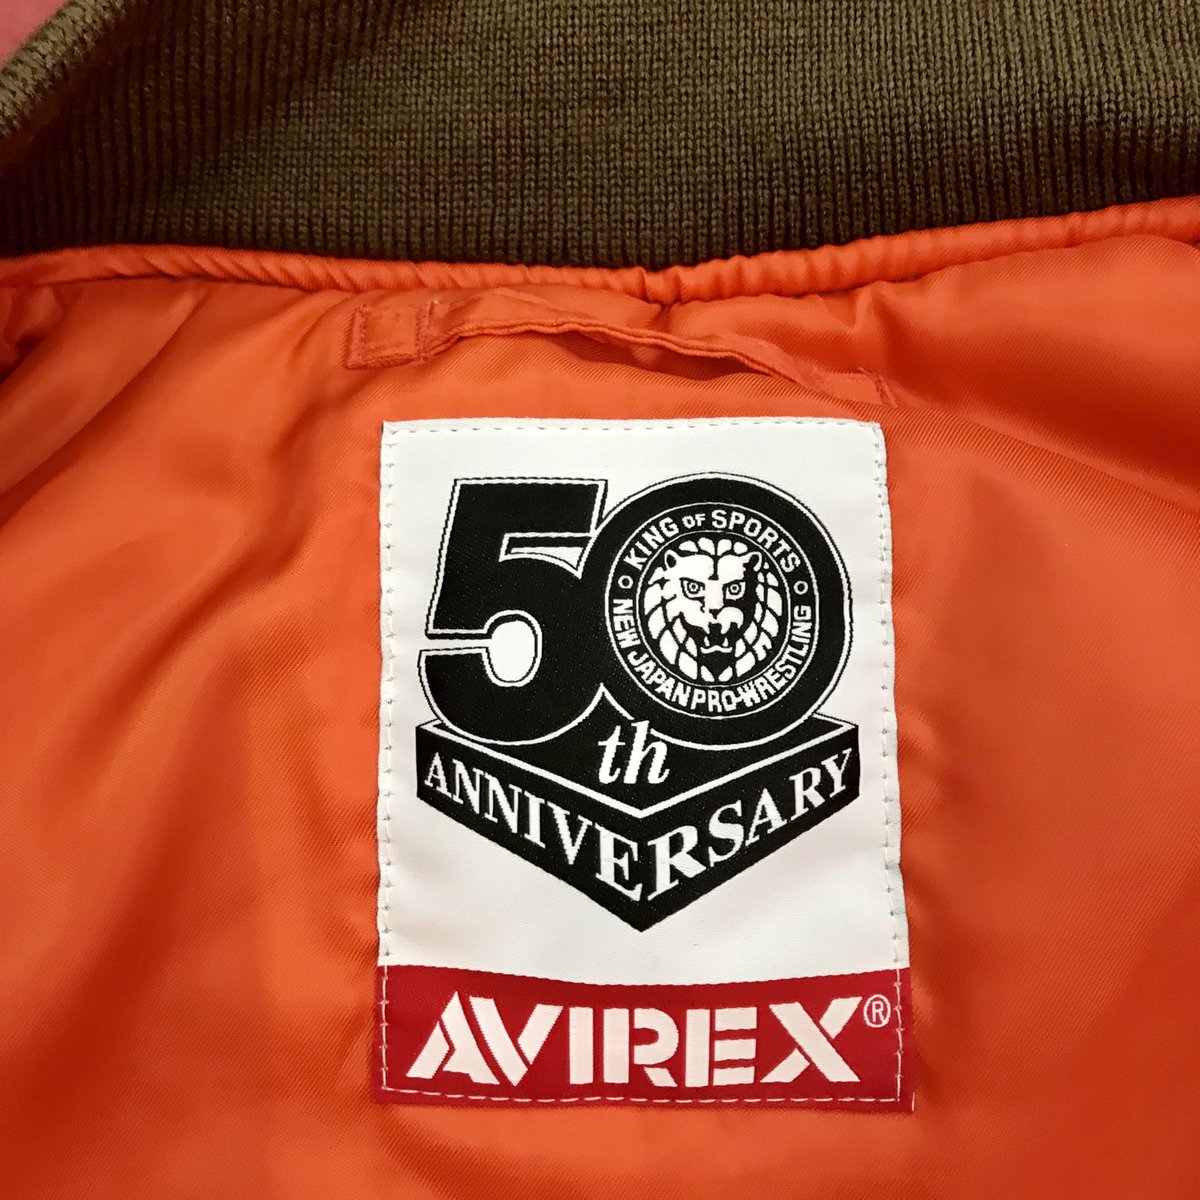 50
KING OF SPORTS
NEW JAPAN PRO-WRESTLING
th
ANNIVERSARY
AVIREX®